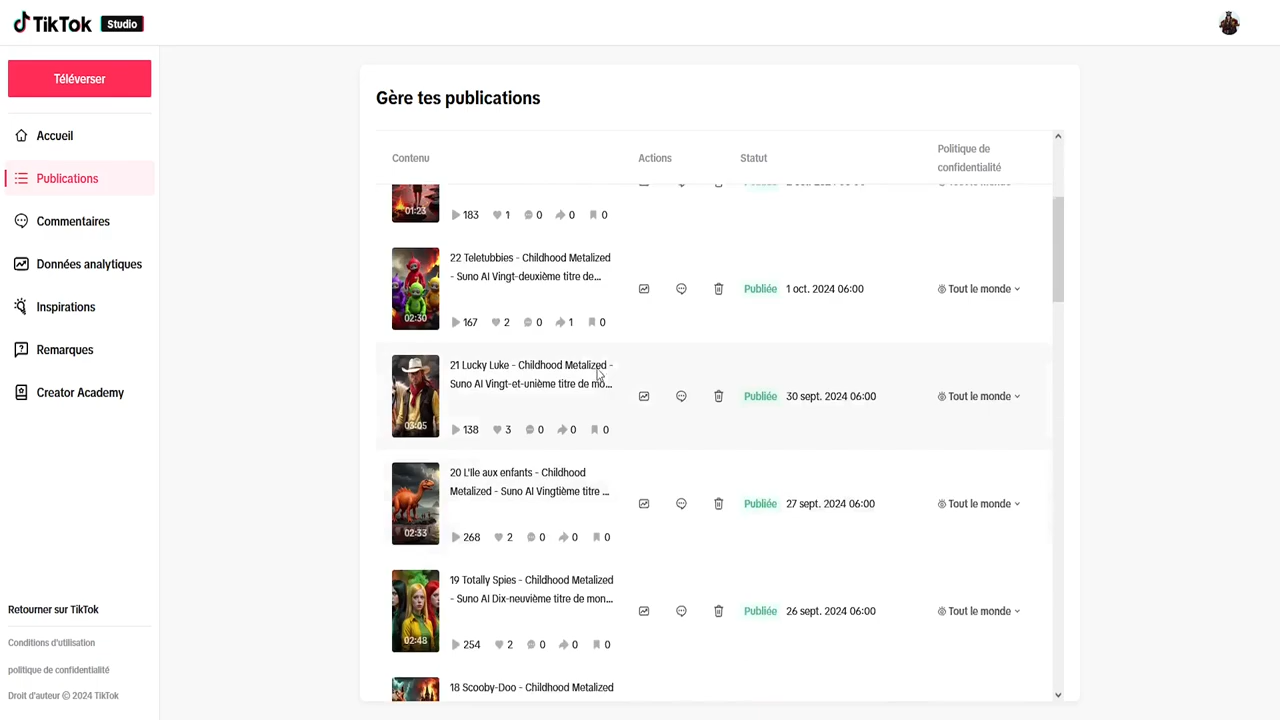 TikTok Studio
Téléverser
Accueil
Publications
Commentaires
Données analytiques
Inspirations
Remarques
Creator Academy
Retourner sur TikTok
Conditions d'utilisation
politique de confidentialité
Droit d'auteur © 2024 TikTok
Gère tes publications
Contenu Actions Statut Politique de
confidentialité
01:23
183 1 0 0 0
22 Teletubbies - Childhood Metalized
- Suno AI Vingt-deuxième titre de...
Publiée 1 oct. 2024 06:00 Tout le monde
02:30
167 2 0 1 0
21 Lucky Luke - Childhood Metalized -
Suno AI Vingt-et-unième titre de mo...
Publiée 30 sept. 2024 06:00 Tout le monde
03:05
138 3 0 0 0
20 L'Ile aux enfants - Childhood
Metalized - Suno AI Vingtième titre ...
Publiée 27 sept. 2024 06:00 Tout le monde
02:33
268 2 0 0 0
19 Totally Spies - Childhood Metalized
- Suno AI Dix-neuvième titre de mon...
Publiée 26 sept. 2024 06:00 Tout le monde
02:48
254 2 0 0 0
18 Scooby-Doo - Childhood Metalized